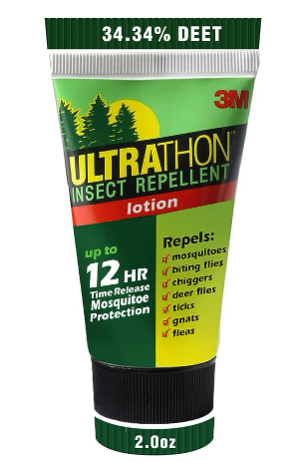 34.34% DEET
3M
ULTRATHON™
INSECT REPELLENT
lotion
up to
12 HR
Time Release
Mosquitoe
Protection
Repels:
mosquitoes
biting flies
chiggers
deer flies
ticks
gnats
fleas
2.0oz